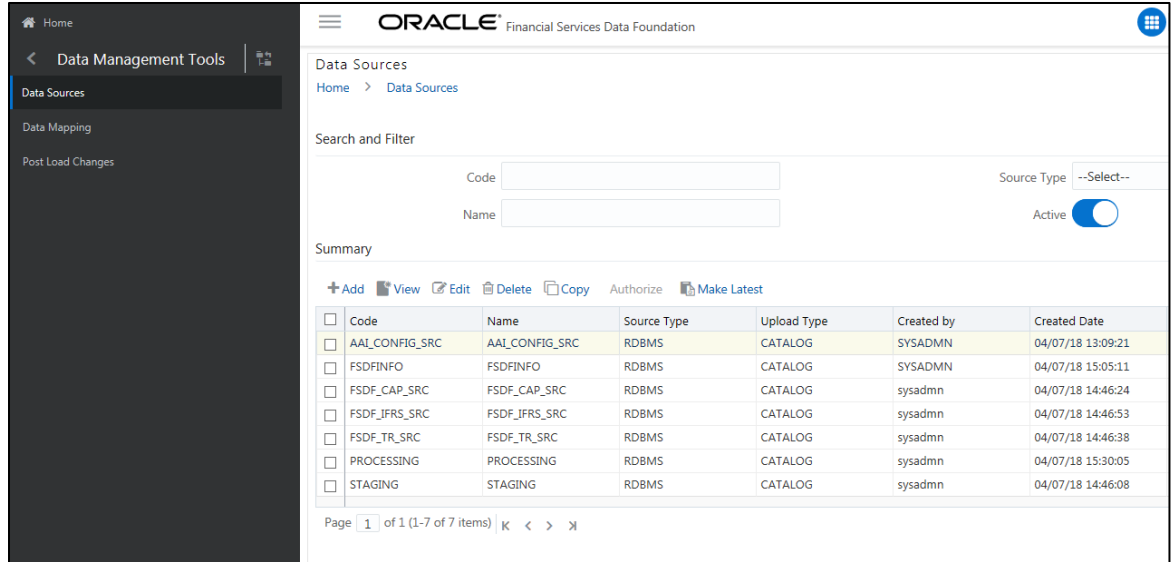 Home
ORACLE® Financial Services Data Foundation
Data Management Tools
Data Sources
Data Mapping
Post Load Changes
Data Sources
Home > Data Sources
Search and Filter
Code
Source Type --Select--
Name
Active
Summary
Add View Edit Delete Copy Authorize Make Latest
Code Name Source Type Upload Type Created by Created Date
AAI_CONFIG_SRC AAI_CONFIG_SRC RDBMS CATALOG SYSADMN 04/07/18 13:09:21
FSDFINFO FSDFINFO RDBMS CATALOG SYSADMN 04/07/18 15:05:11
FSDF_CAP_SRC FSDF_CAP_SRC RDBMS CATALOG sysadmn 04/07/18 14:46:24
FSDF_IFRS_SRC FSDF_IFRS_SRC RDBMS CATALOG sysadmn 04/07/18 14:46:53
FSDF_TR_SRC FSDF_TR_SRC RDBMS CATALOG sysadmn 04/07/18 14:46:38
PROCESSING PROCESSING RDBMS CATALOG sysadmn 04/07/18 15:30:05
STAGING STAGING RDBMS CATALOG sysadmn 04/07/18 14:46:08
Page 1 of 1 (1-7 of 7 items)